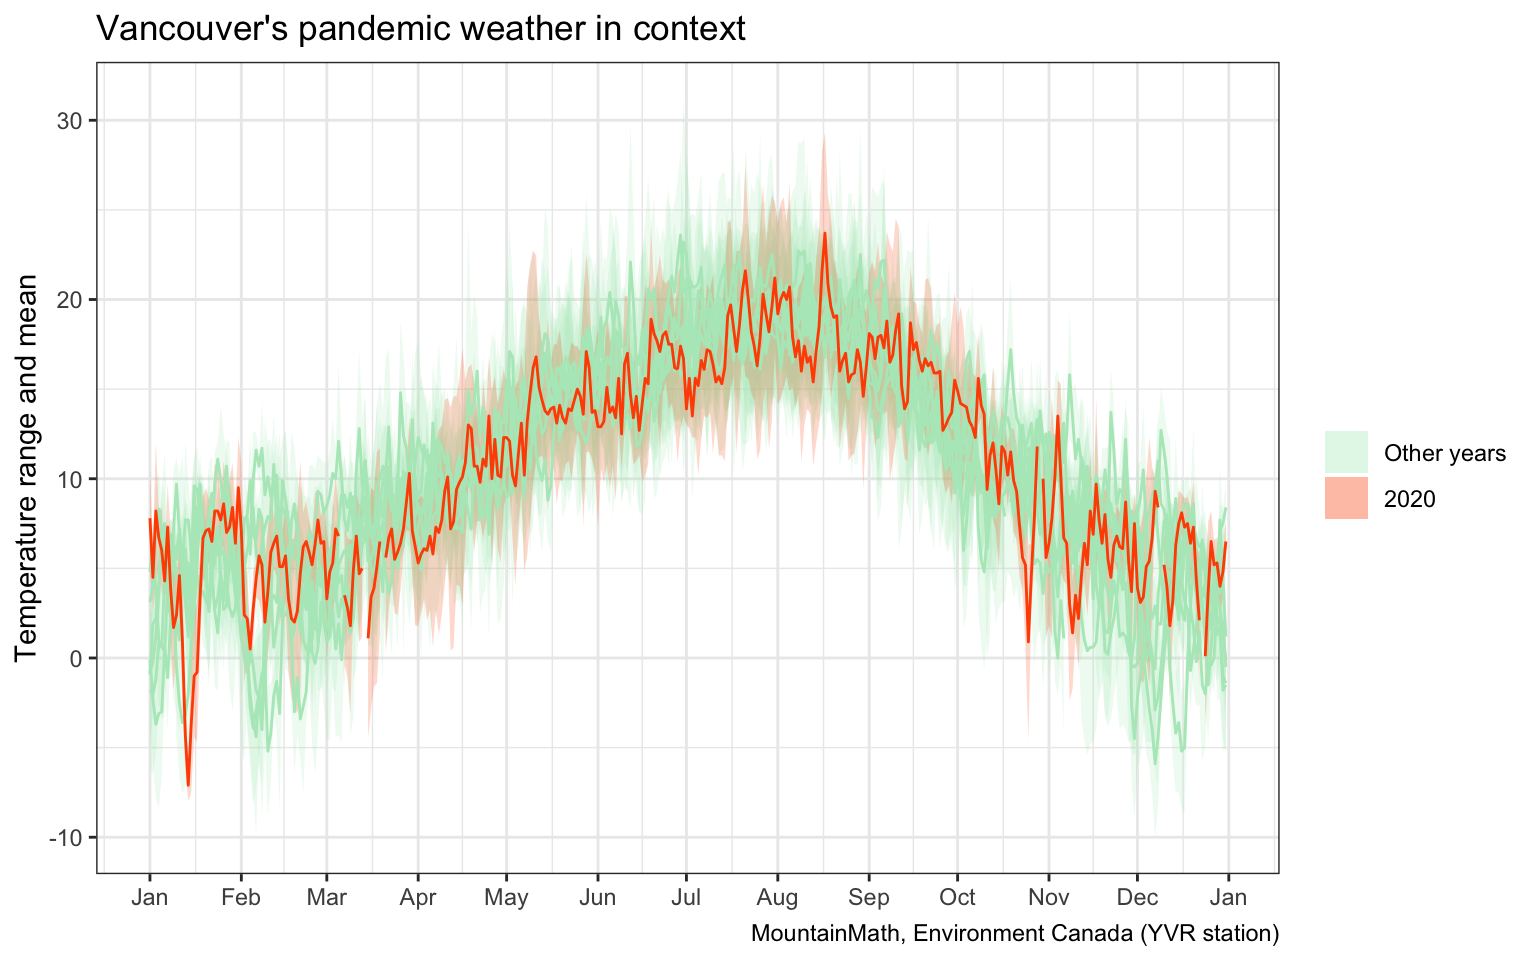 Vancouver's pandemic weather in context
Temperature range and mean
30
20
10
0
-10
Jan Feb Mar Apr May Jun Jul Aug Sep Oct Nov Dec Jan
Other years
2020
MountainMath, Environment Canada (YVR station)